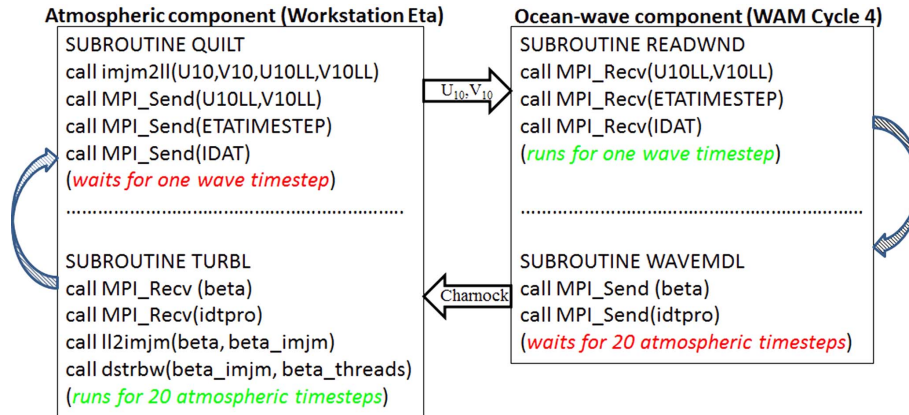 Atmospheric component (Workstation Eta)
SUBROUTINE QUILT
call imjm2ll(U10,V10,U10LL,V10LL)
call MPI_Send(U10LL,V10LL)
call MPI_Send(ETATIMESTEP)
call MPI_Send(IDAT)
(waits for one wave timestep)
................................................................
SUBROUTINE TURBL
call MPI_Recv (beta)
call MPI_Recv(idtpro)
call ll2imjm(beta, beta_imjm)
call dstrbw(beta_imjm, beta_threads)
(runs for 20 atmospheric timesteps)
U10,V10
Charnock
Ocean-wave component (WAM Cycle 4)
SUBROUTINE READWND
call MPI_Recv(U10LL,V10LL)
call MPI_Recv(ETATIMESTEP)
call MPI_Recv(IDAT)
(runs for one wave timestep)
................................................................
SUBROUTINE WAVEMDL
call MPI_Send (beta)
call MPI_Send(idtpro)
(waits for 20 atmospheric timesteps)